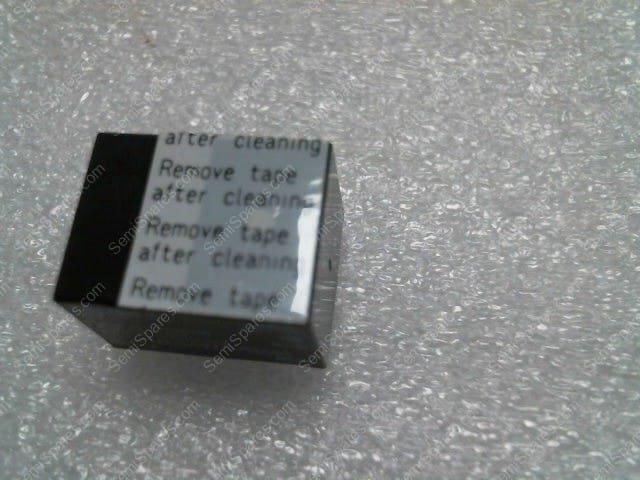 after cleaning
Remove tape
after cleaning
Remove tape
after cleaning
Remove tape
SemiSpares.com